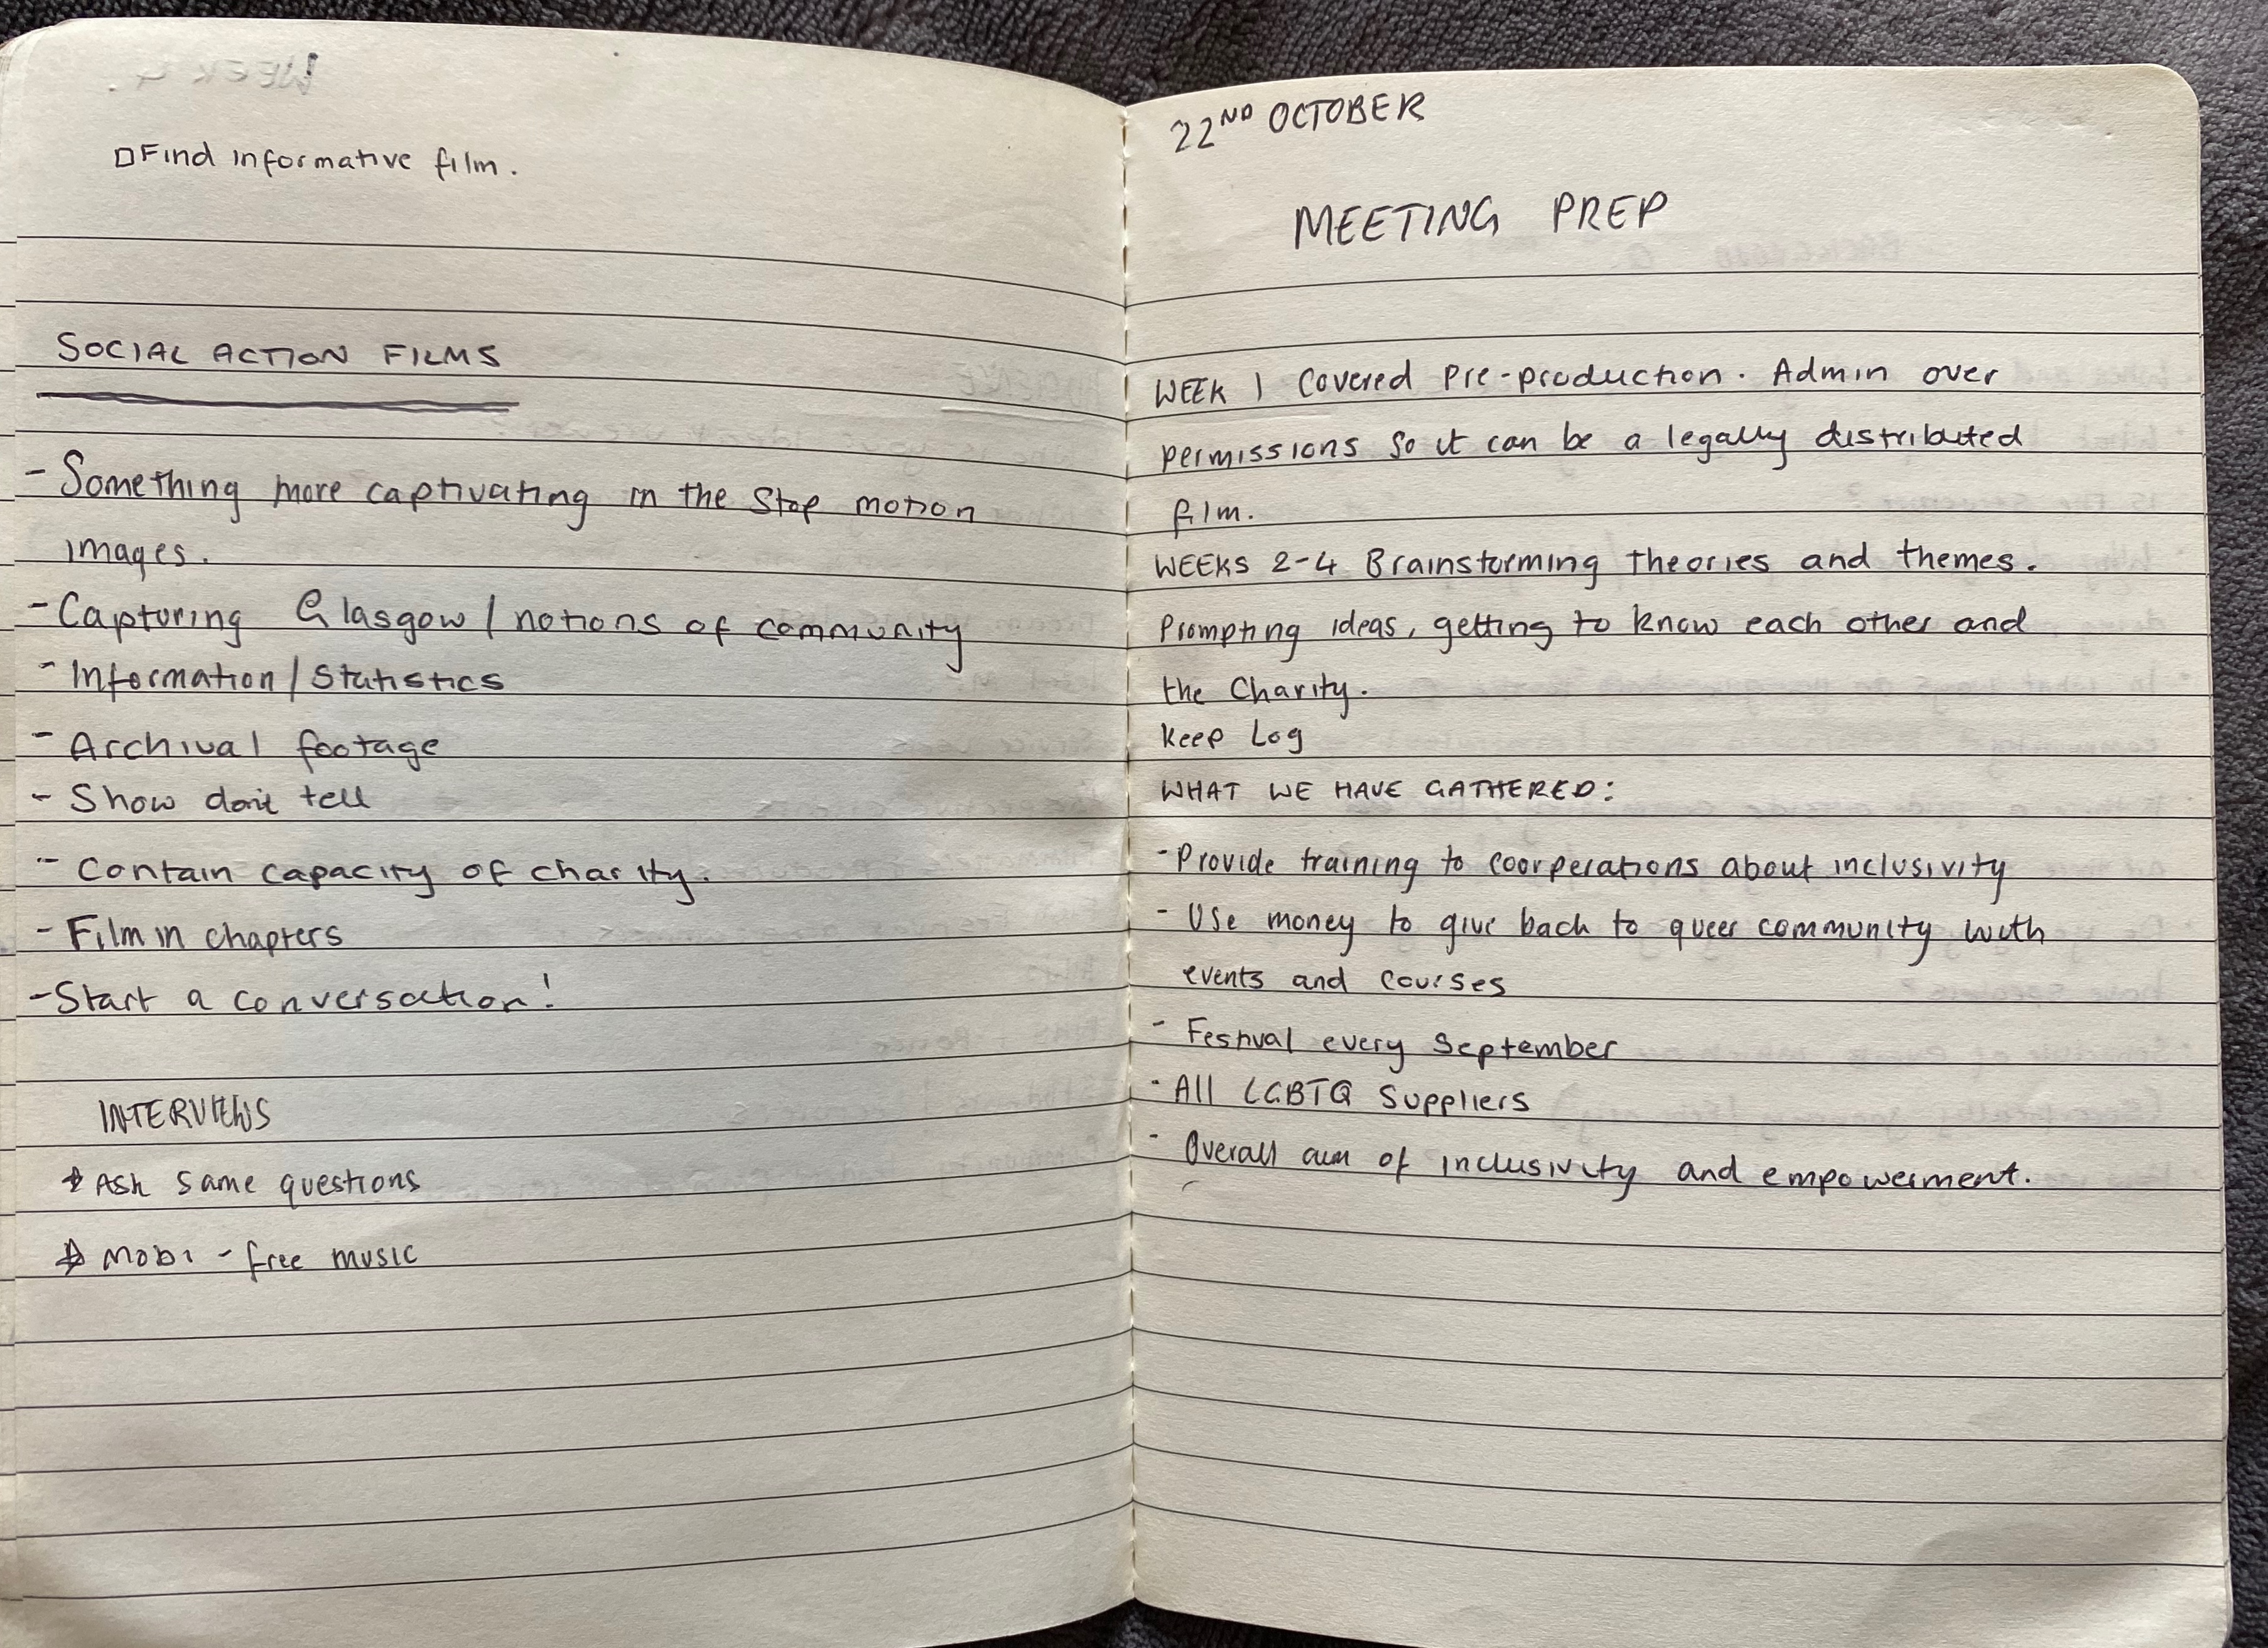 □ Find informative film.
SOCIAL ACTION FILMS
- Something more captivating in the stop motion
images.
- Capturing Glasgow / notions of community
- Information / Statistics
- Archival footage
- Show don't tell
- Contain capacity of charity.
- Film in chapters
- Start a conversation!
INTERVIEWS
☆ Ask same questions
☆ Mobi - free music
22ND OCTOBER
MEETING PREP
WEEK 1 Covered Pre-production. Admin over
permissions so it can be a legally distributed
film.
WEEKS 2-4 Brainstorming theories and themes.
Prompting ideas, getting to know each other and
the Charity.
Keep Log
WHAT WE HAVE GATHERED:
- Provide training to coorperations about inclusivity
- Use money to give back to queer community with
events and courses
- Festival every September
- All LGBTQ Suppliers
- Overall aim of inclusivity and empowerment.